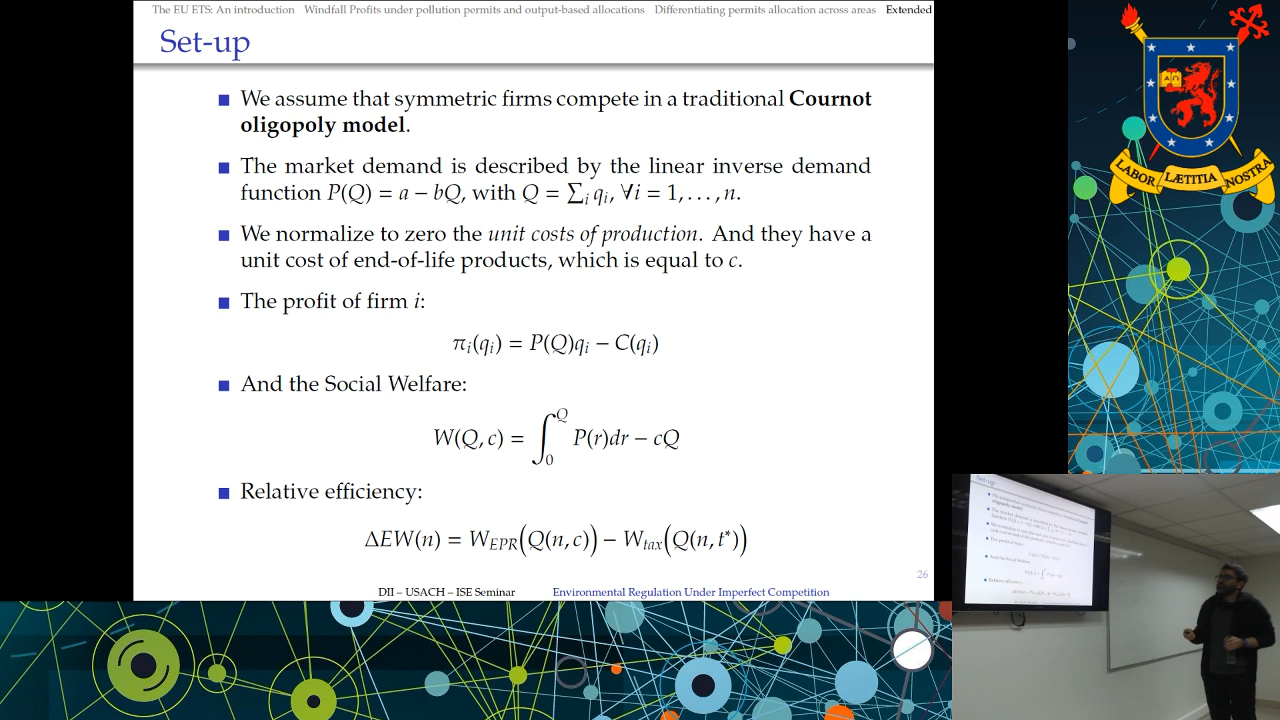 The EU ETS: An introduction Windfall Profits under pollution permits and output-based allocations Differentiating permits allocation across areas Extended
Set-up
■ We assume that symmetric firms compete in a traditional Cournot
oligopoly model.
■ The market demand is described by the linear inverse demand
function P(Q) = a − bQ, with Q = ∑ᵢ qᵢ, ∀i = 1, . . . , n.
■ We normalize to zero the unit costs of production. And they have a
unit cost of end-of-life products, which is equal to c.
■ The profit of firm i:
πᵢ(qᵢ) = P(Q)qᵢ − C(qᵢ)
■ And the Social Welfare:
W(Q, c) = ∫₀^Q P(r)dr − cQ
■ Relative efficiency:
ΔEW(n) = W_EPR(Q(n, c)) − W_tax(Q(n, t*))
26
DII – USACH – ISE Seminar Environmental Regulation Under Imperfect Competition
LABOR LÆTITIA NOSTRA
Set-up